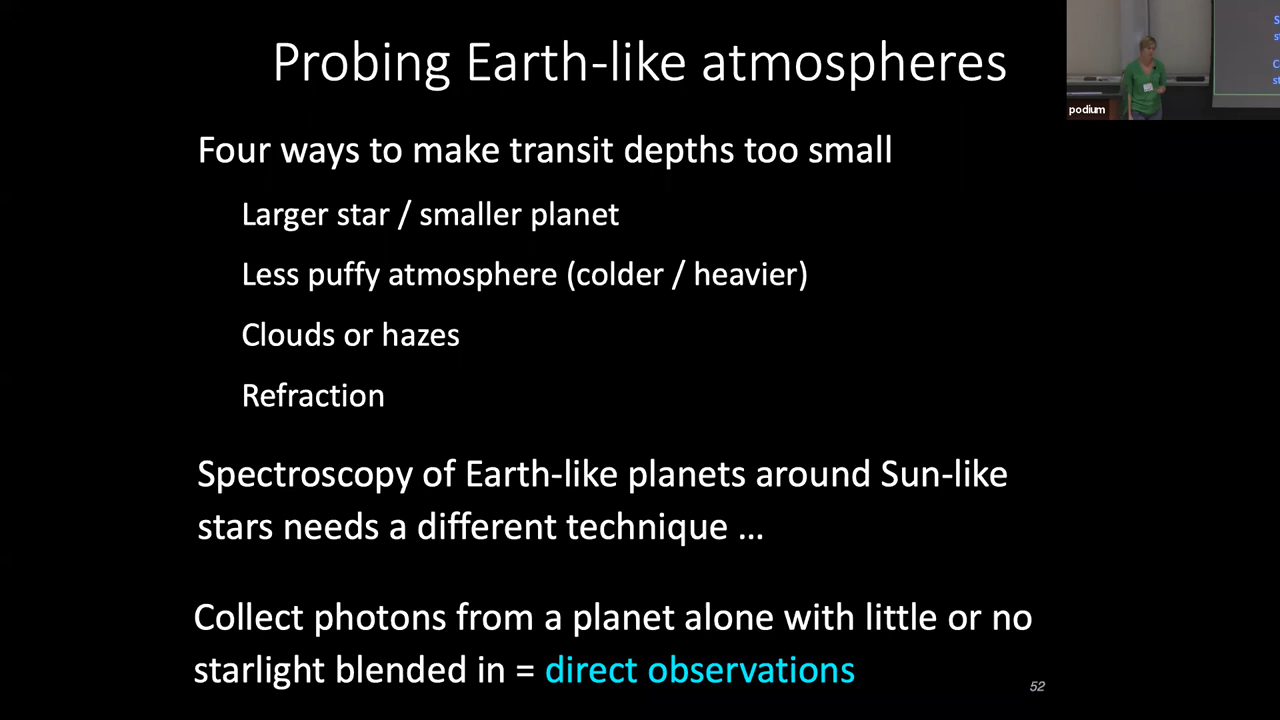 Probing Earth-like atmospheres
podium
Four ways to make transit depths too small
Larger star / smaller planet
Less puffy atmosphere (colder / heavier)
Clouds or hazes
Refraction
Spectroscopy of Earth-like planets around Sun-like
stars needs a different technique …
Collect photons from a planet alone with little or no
starlight blended in = direct observations
52